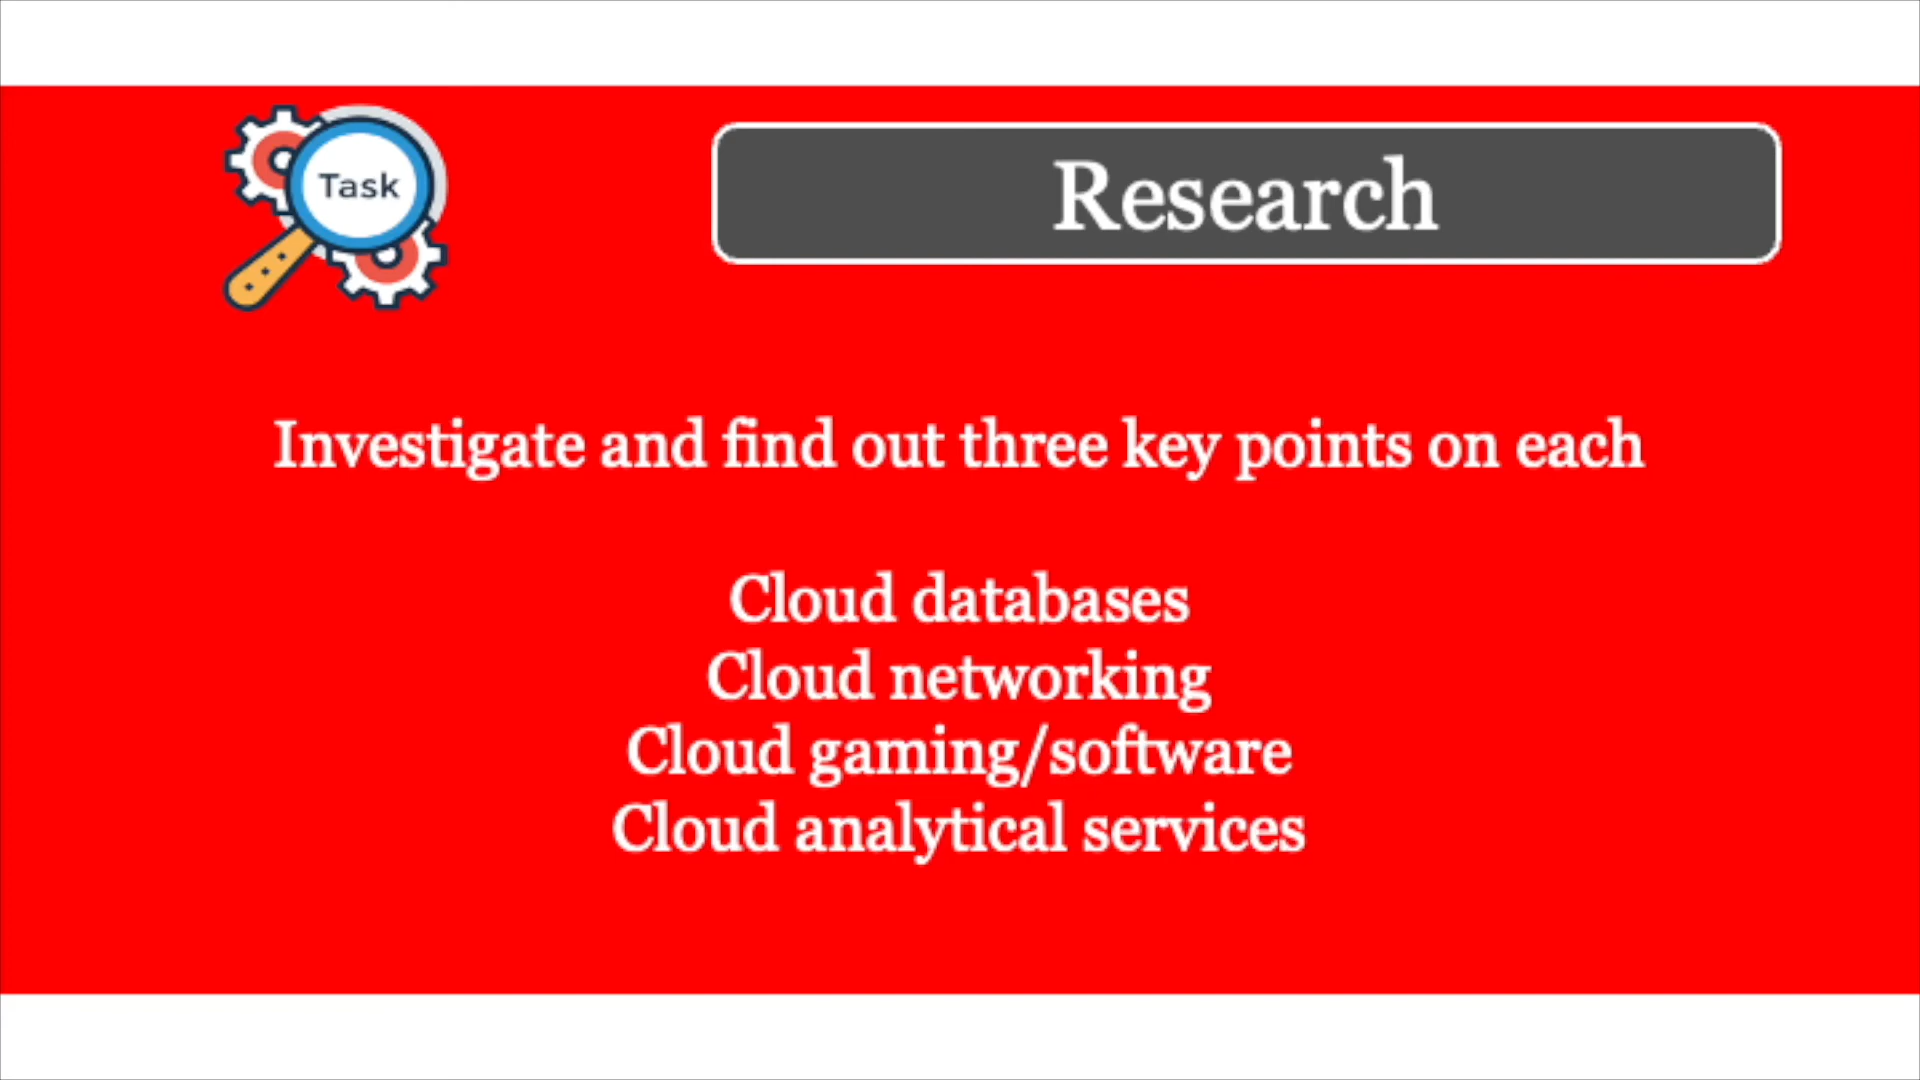 Task
Research
Investigate and find out three key points on each
Cloud databases
Cloud networking
Cloud gaming/software
Cloud analytical services